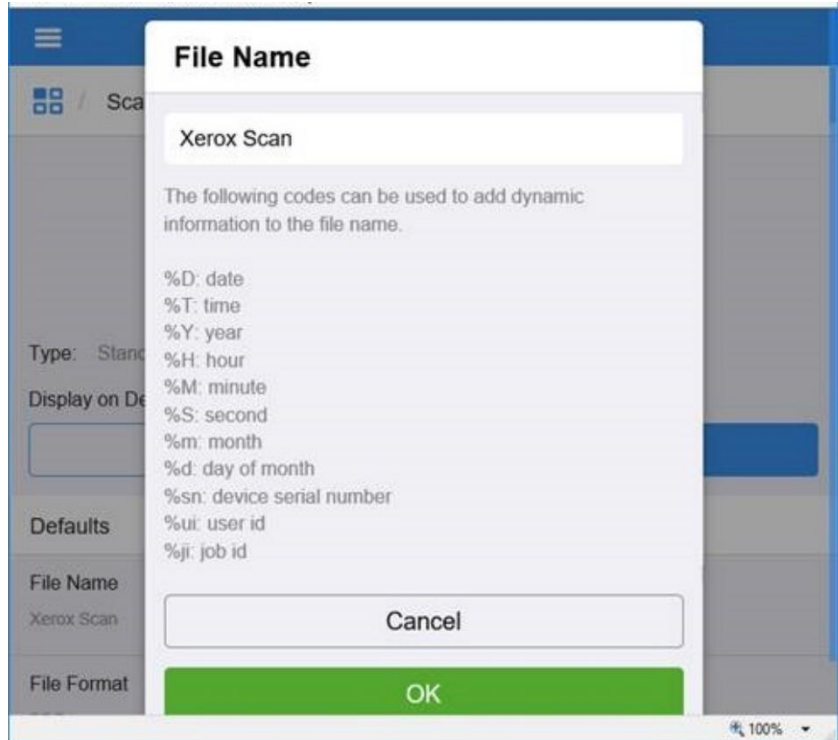 File Name
/ Sca
Xerox Scan
The following codes can be used to add dynamic
information to the file name.
%D: date
%T: time
%Y: year
%H: hour
%M: minute
%S: second
%m: month
%d: day of month
%sn: device serial number
%ui: user id
%ji: job id
Type: Stand
Display on De
Defaults
File Name
Xerox Scan
Cancel
File Format
OK
100%